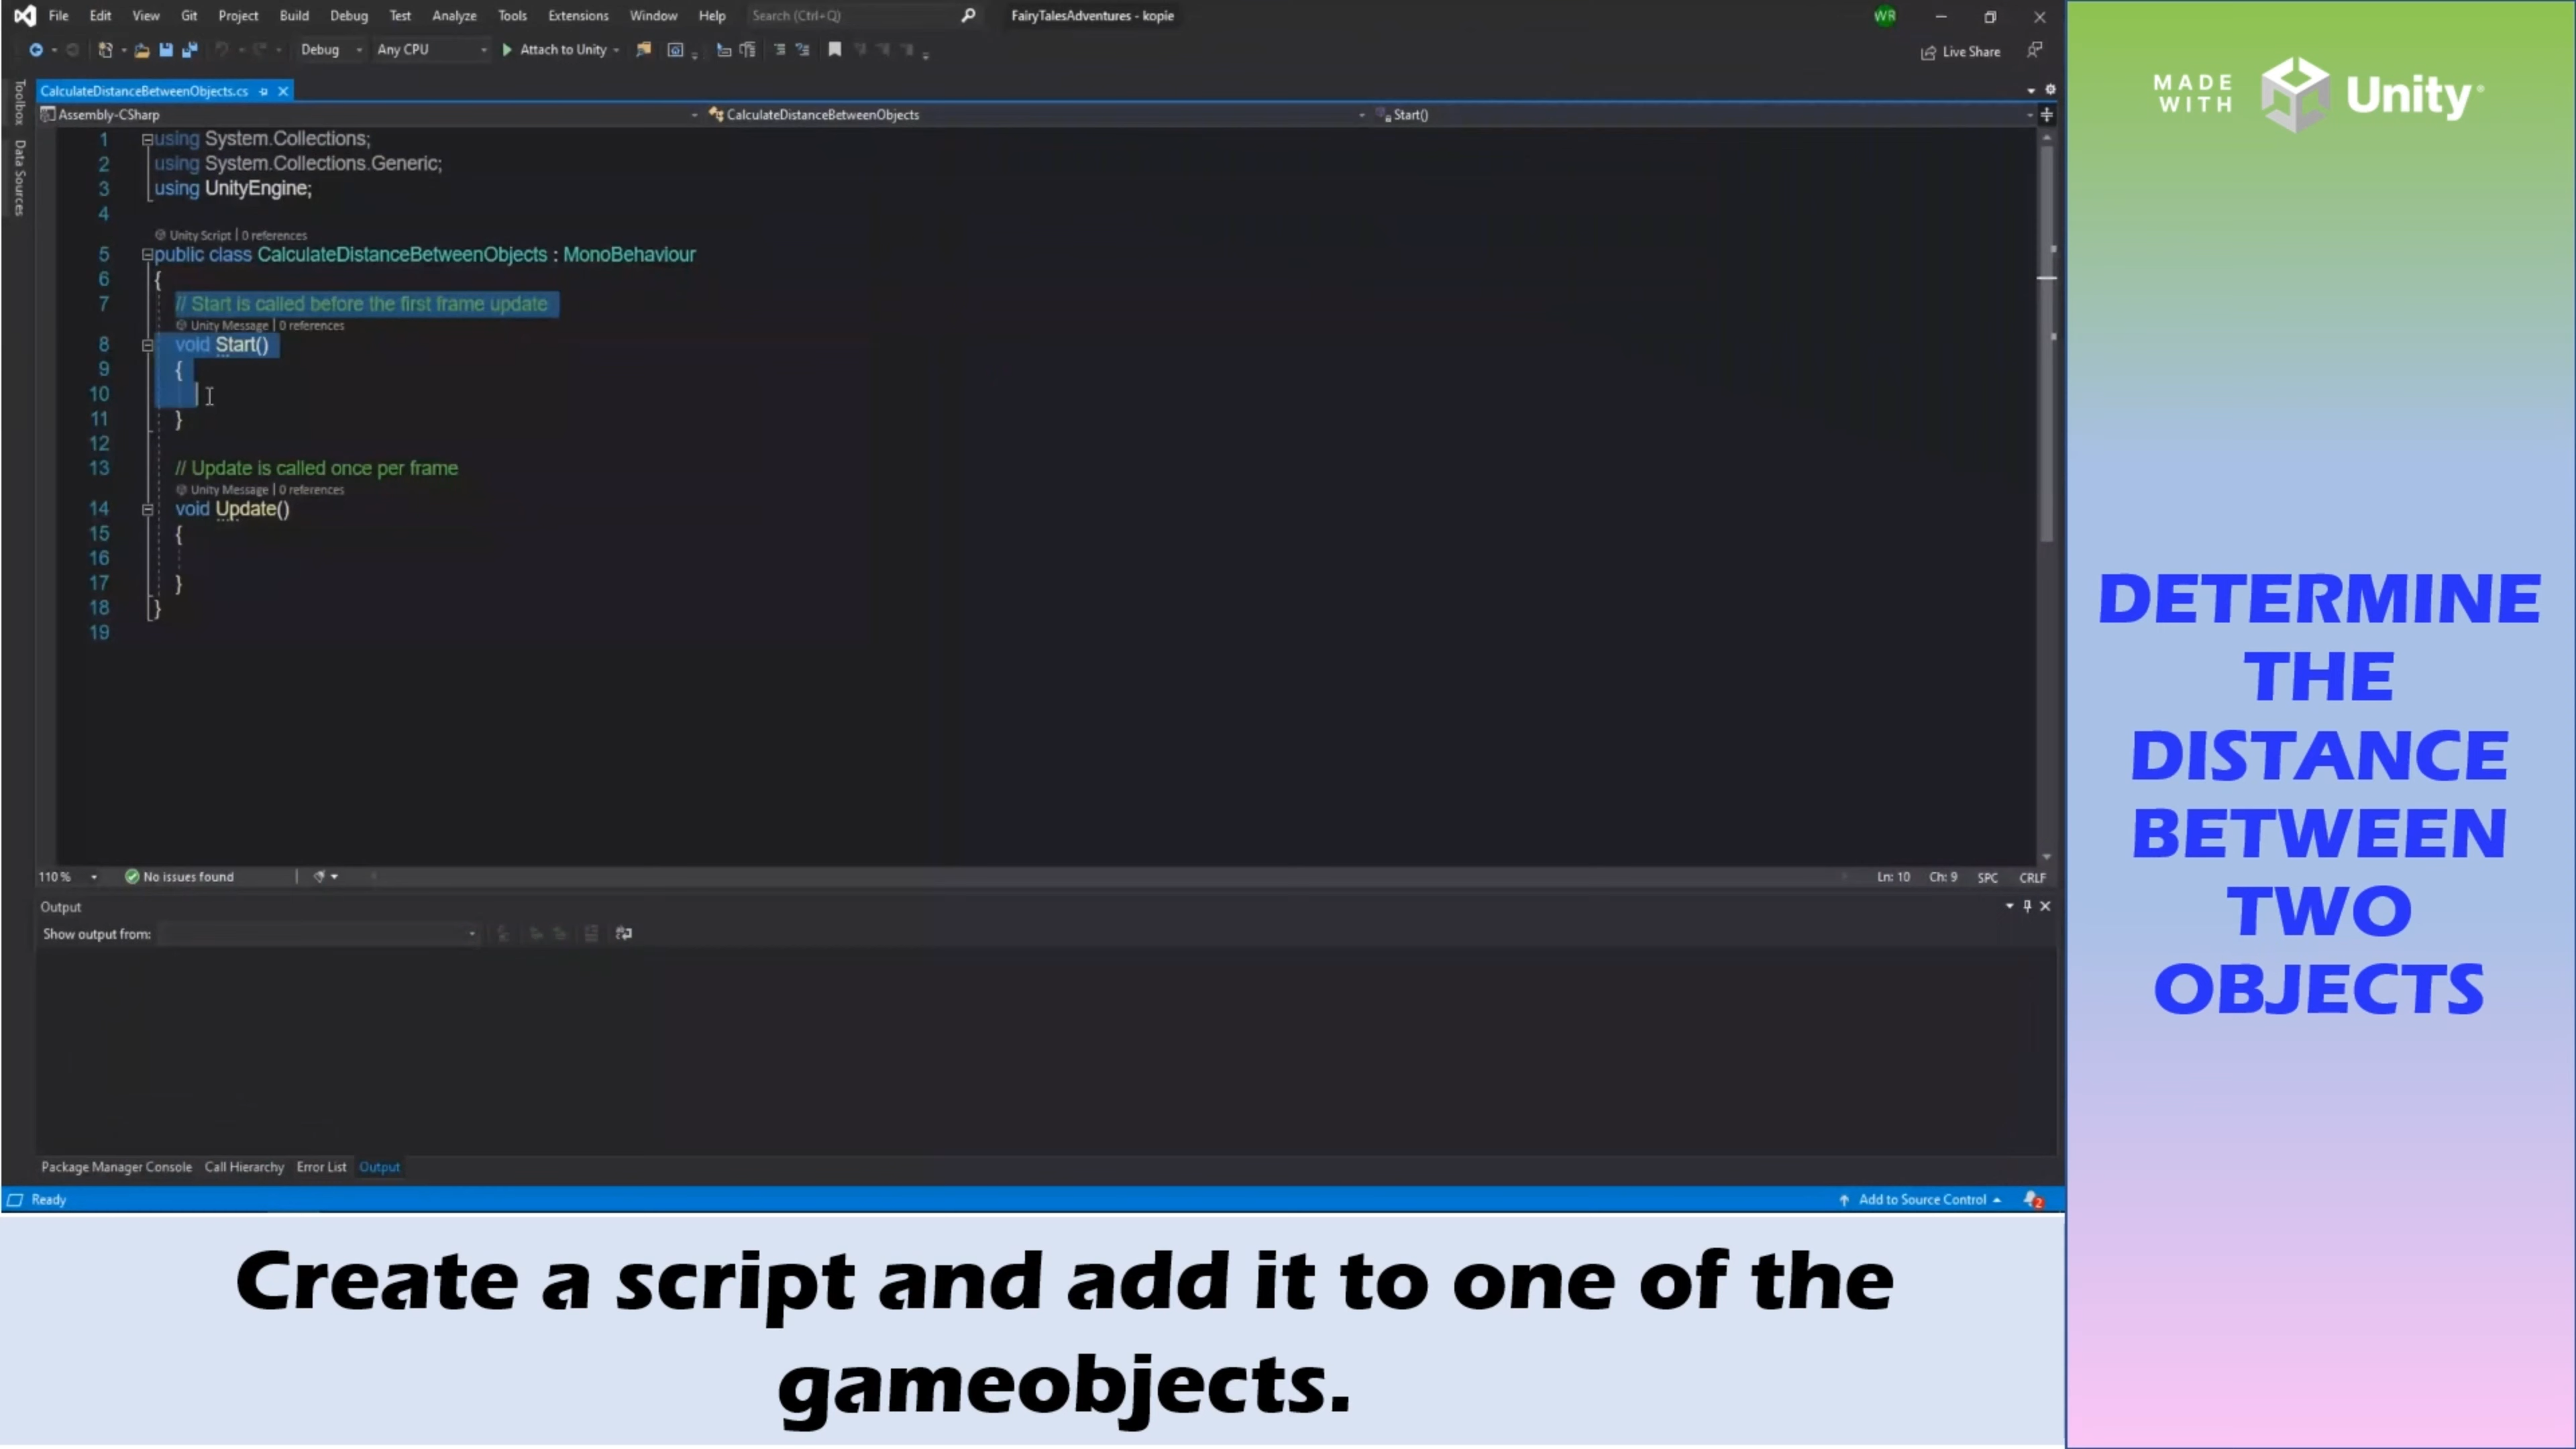 File Edit View Git Project Build Debug Test Analyze Tools Extensions Window Help Search (Ctrl+Q) FairyTalesAdventures - kopie WR
Debug Any CPU Attach to Unity Live Share
Toolbox
Data Sources
CalculateDistanceBetweenObjects.cs
Assembly-CSharp CalculateDistanceBetweenObjects Start()
1 using System.Collections;
2 using System.Collections.Generic;
3 using UnityEngine;
4
Unity Script | 0 references
5 public class CalculateDistanceBetweenObjects : MonoBehaviour
6 {
7 // Start is called before the first frame update
Unity Message | 0 references
8 void Start()
9 {
10
11 }
12
13 // Update is called once per frame
Unity Message | 0 references
14 void Update()
15 {
16
17 }
18 }
19
110 % No issues found Ln: 10 Ch: 9 SPC CRLF
Output
Show output from:
Package Manager Console Call Hierarchy Error List Output
Ready Add to Source Control 2
MADE
WITH
Unity
DETERMINE
THE
DISTANCE
BETWEEN
TWO
OBJECTS
Create a script and add it to one of the
gameobjects.